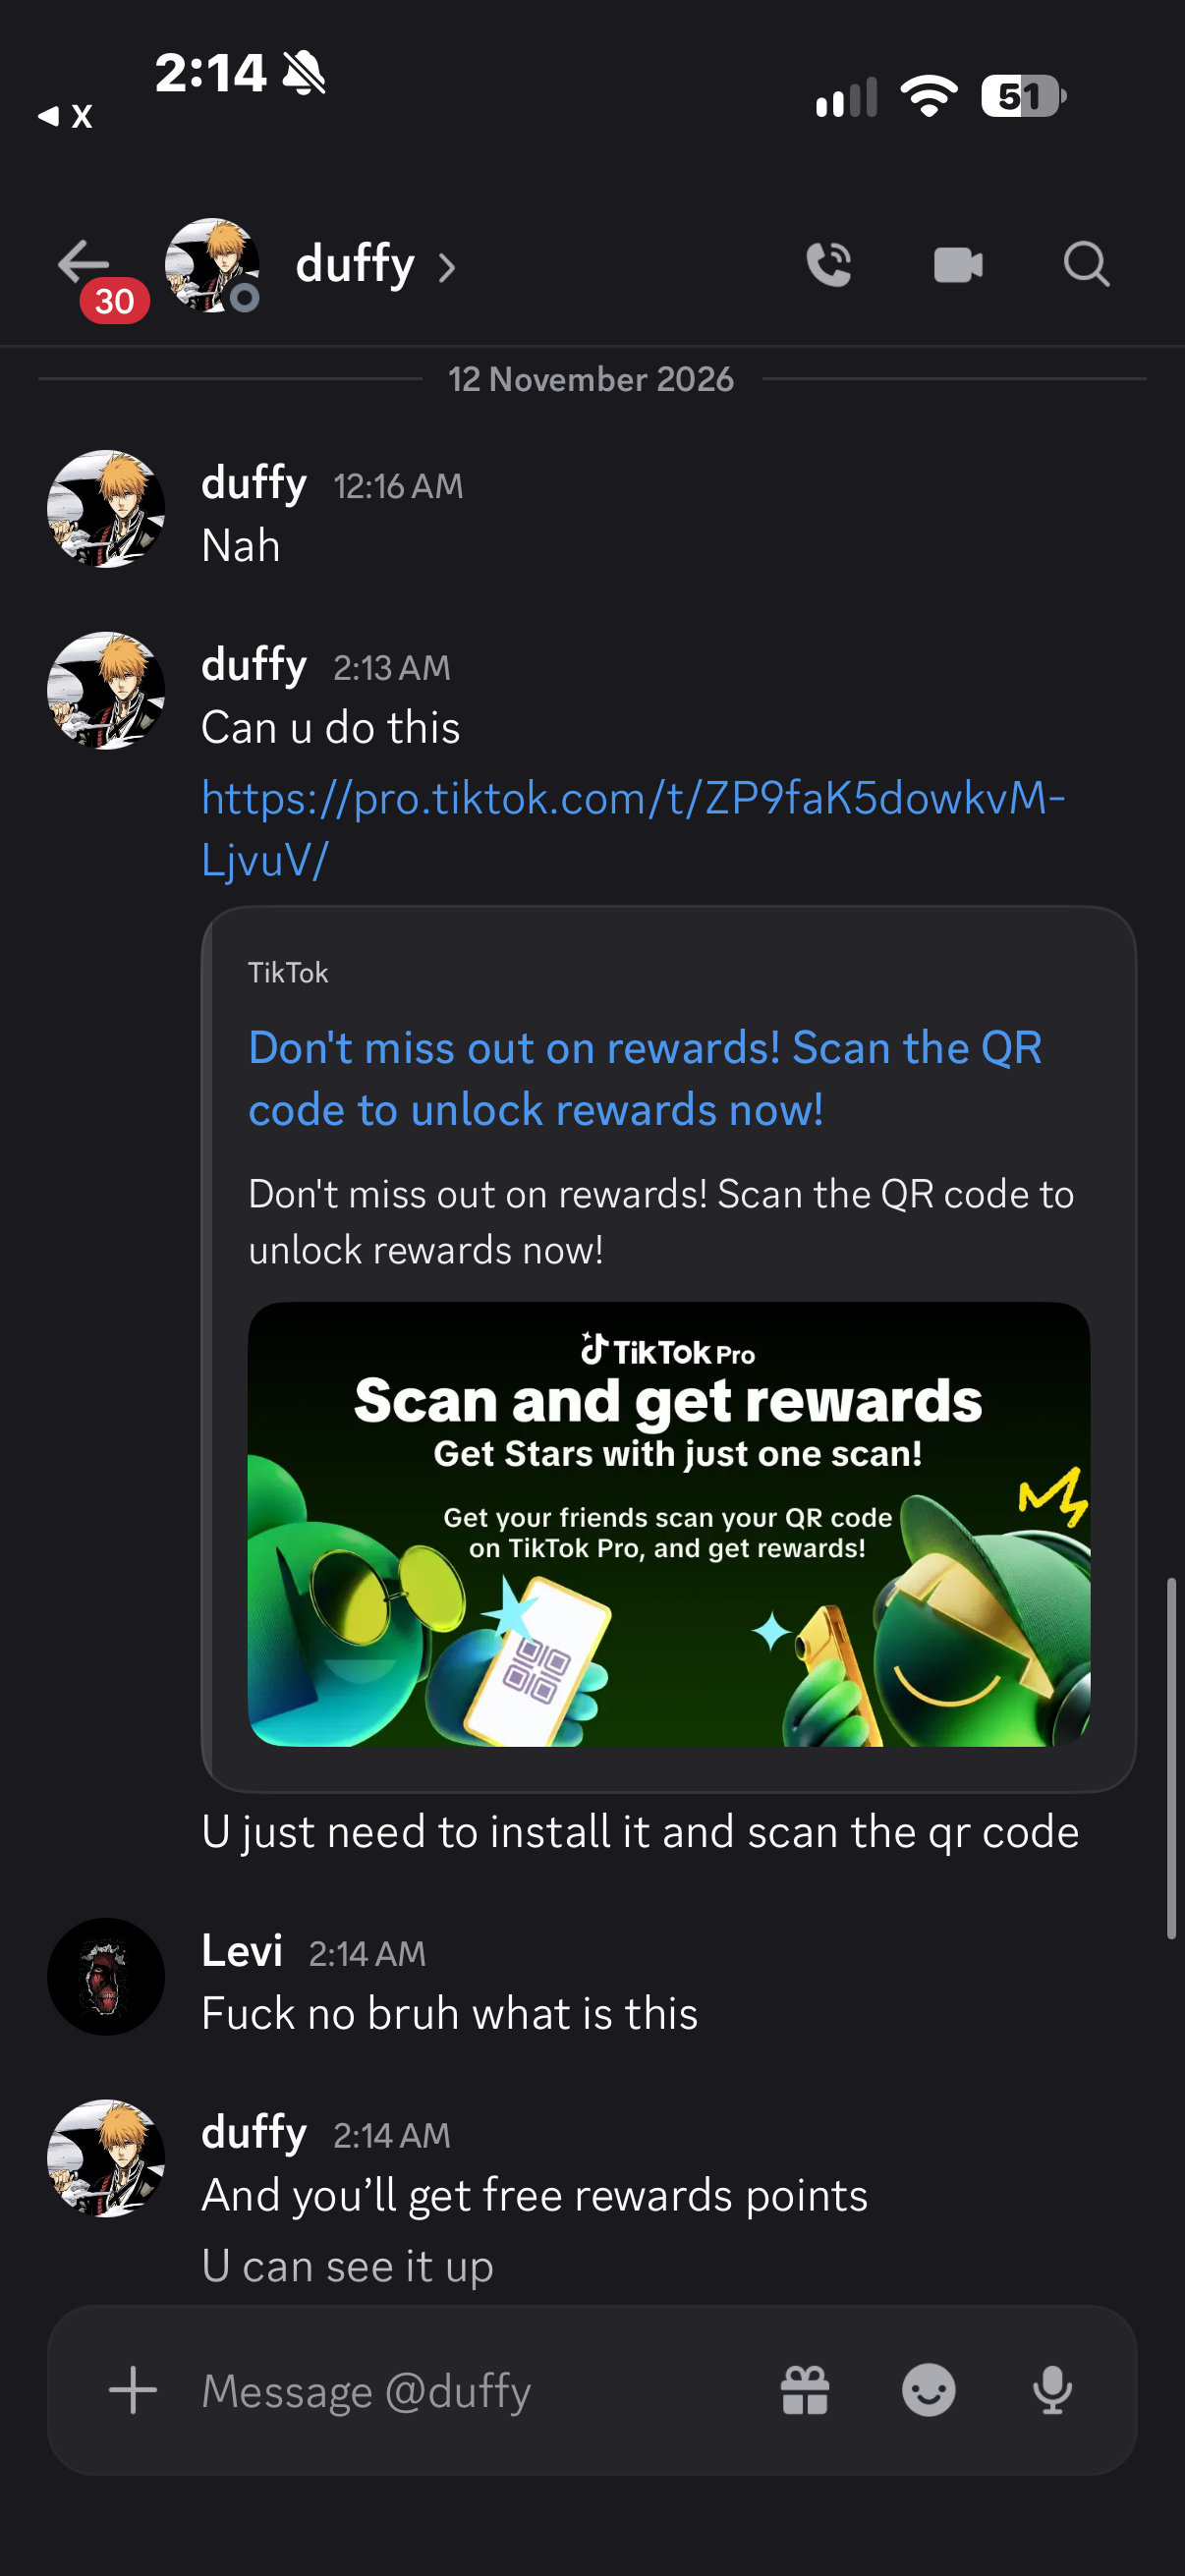 2:14
X
51
30
duffy
12 November 2026
duffy 12:16 AM
Nah
duffy 2:13 AM
Can u do this
https://pro.tiktok.com/t/ZP9faK5dowkvM-
LjvuV/
TikTok
Don't miss out on rewards! Scan the QR
code to unlock rewards now!
Don't miss out on rewards! Scan the QR code to
unlock rewards now!
TikTok Pro
Scan and get rewards
Get Stars with just one scan!
Get your friends scan your QR code
on TikTok Pro, and get rewards!
U just need to install it and scan the qr code
Levi 2:14 AM
Fuck no bruh what is this
duffy 2:14 AM
And you’ll get free rewards points
U can see it up
Message @duffy